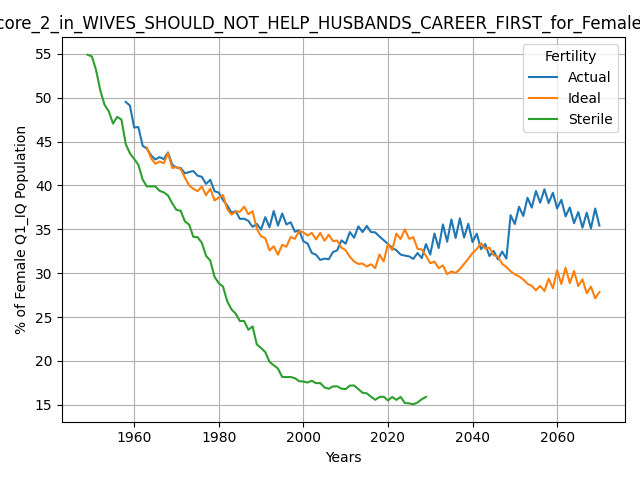 core_2_in_WIVES_SHOULD_NOT_HELP_HUSBANDS_CAREER_FIRST_for_Female
Fertility
Actual
Ideal
Sterile
% of Female Q1_IQ Population
55
50
45
40
35
30
25
20
15
1960
1980
2000
2020
2040
2060
Years